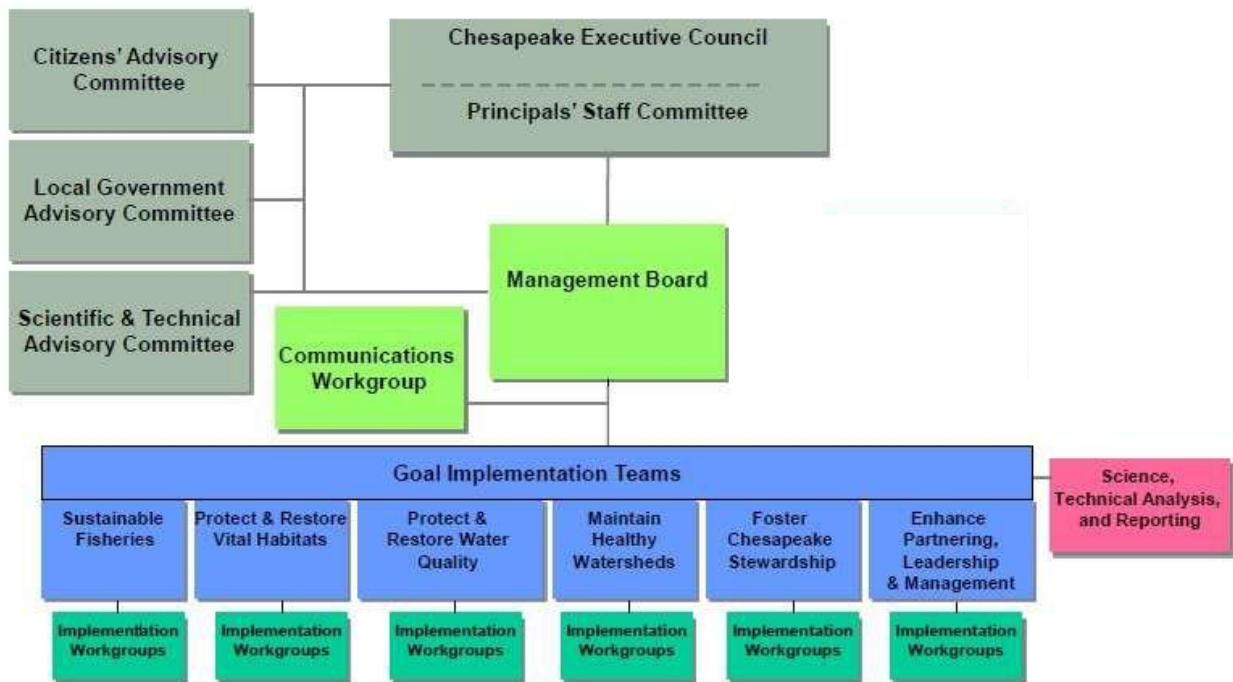 Citizens' Advisory
Committee
Chesapeake Executive Council
Principals' Staff Committee
Local Government
Advisory Committee
Scientific & Technical
Advisory Committee
Management Board
Communications
Workgroup
Goal Implementation Teams
Science,
Technical Analysis,
and Reporting
Sustainable
Fisheries
Protect & Restore
Vital Habitats
Protect &
Restore Water
Quality
Maintain
Healthy
Watersheds
Foster
Chesapeake
Stewardship
Enhance
Partnering,
Leadership
& Management
Implementation
Workgroups
Implementation
Workgroups
Implementation
Workgroups
Implementation
Workgroups
Implementation
Workgroups
Implementation
Workgroups